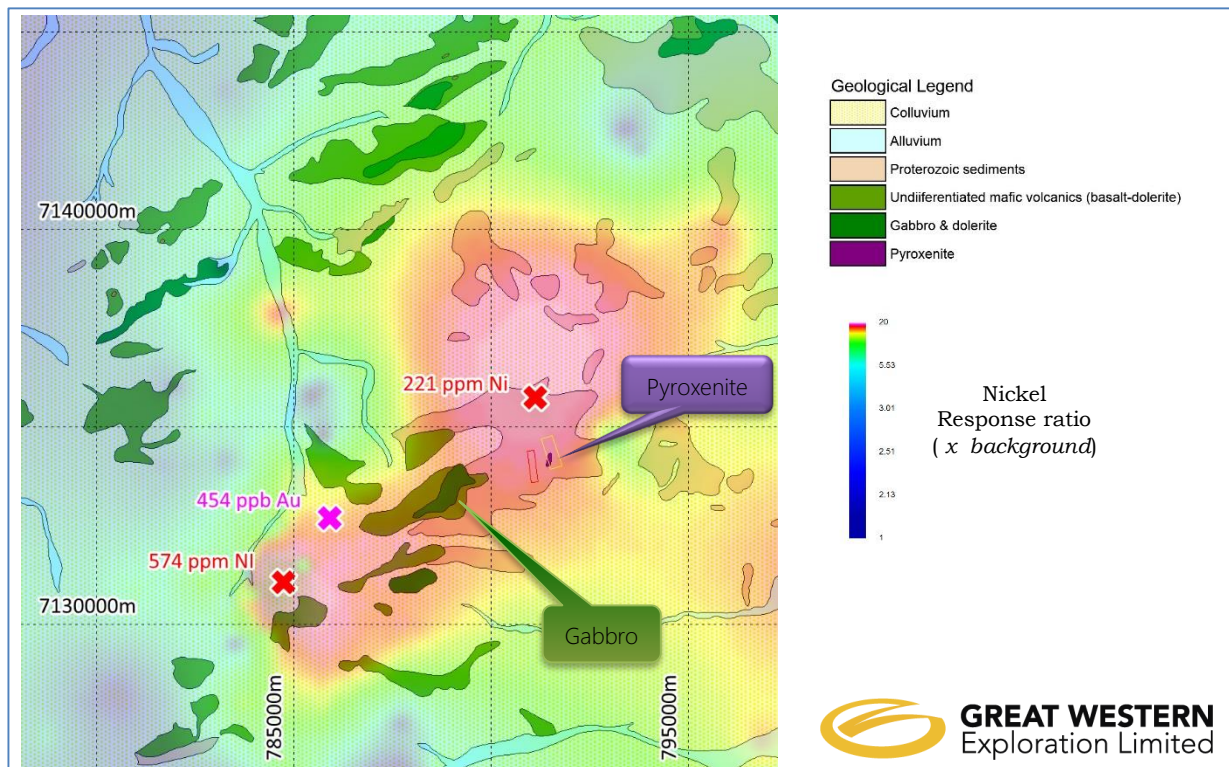 7140000m
221 ppm Ni
Pyroxenite
454 ppb Au
574 ppm NI
7130000m
Gabbro
785000m
795000m
Geological Legend
Colluvium
Alluvium
Proterozoic sediments
Undiiferentiated mafic volcanics (basalt-dolerite)
Gabbro & dolerite
Pyroxenite
20
5.53
3.01
2.51
2.13
1
Nickel
Response ratio
( x background)
GREAT WESTERN
Exploration Limited